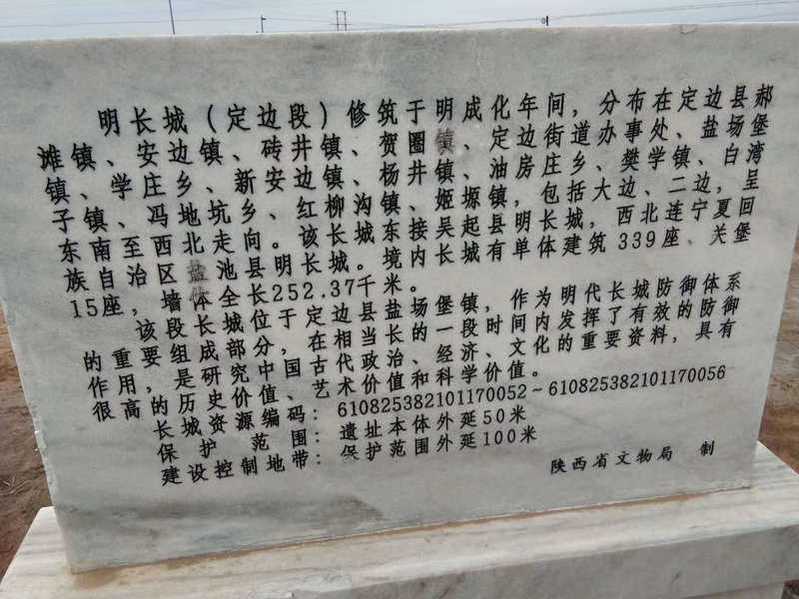 明长城（定边段）修筑于明成化年间，分布在定边县郝
滩镇、安边镇、砖井镇、贺圈镇、定边街道办事处、盐场堡
镇、学庄乡、新安边镇、杨井镇、油房庄乡、樊学镇、白湾
子镇、冯地坑乡、红柳沟镇、姬塬镇，包括大边、二边，呈
东南至西北走向。该长城东接吴起县明长城，西北连宁夏回
族自治区盐池县明长城。境内长城有单体建筑339座、关堡
15座，墙体全长252.37千米。
该段长城位于定边县盐场堡镇，作为明代长城防御体系
的重要组成部分，在相当长的一段时间内发挥了有效的防御
作用，是研究中国古代政治、经济、文化的重要资料，具有
很高的历史价值、艺术价值和科学价值。
长城资源编码：610825382101170052～610825382101170056
保护范围：遗址本体外延50米
建设控制地带：保护范围外延100米
陕西省文物局 制